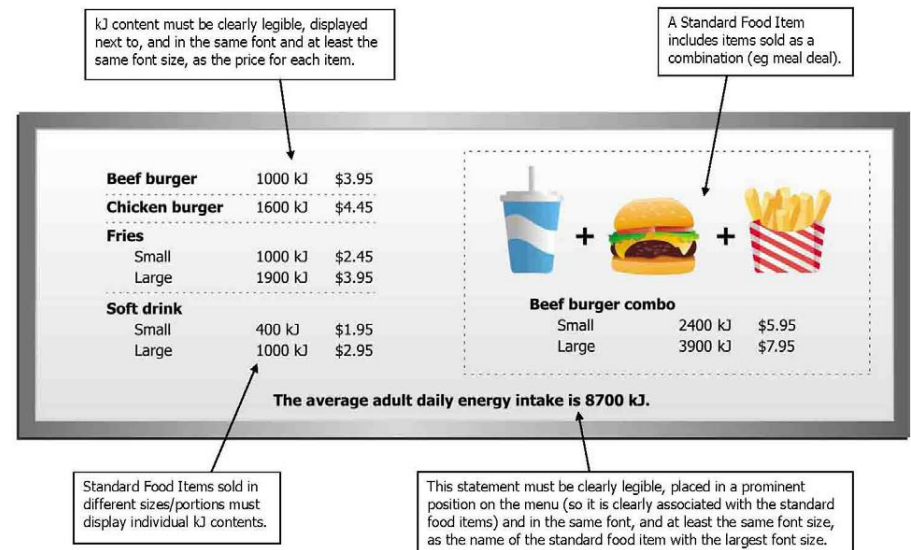 kJ content must be clearly legible, displayed
next to, and in the same font and at least the
same font size, as the price for each item.
A Standard Food Item
includes items sold as a
combination (eg meal deal).
Beef burger 1000 kJ $3.95
Chicken burger 1600 kJ $4.45
Fries
Small 1000 kJ $2.45
Large 1900 kJ $3.95
Soft drink
Small 400 kJ $1.95
Large 1000 kJ $2.95
+ +
Beef burger combo
Small 2400 kJ $5.95
Large 3900 kJ $7.95
The average adult daily energy intake is 8700 kJ.
Standard Food Items sold in
different sizes/portions must
display individual kJ contents.
This statement must be clearly legible, placed in a prominent
position on the menu (so it is clearly associated with the standard
food items) and in the same font, and at least the same font size,
as the name of the standard food item with the largest font size.